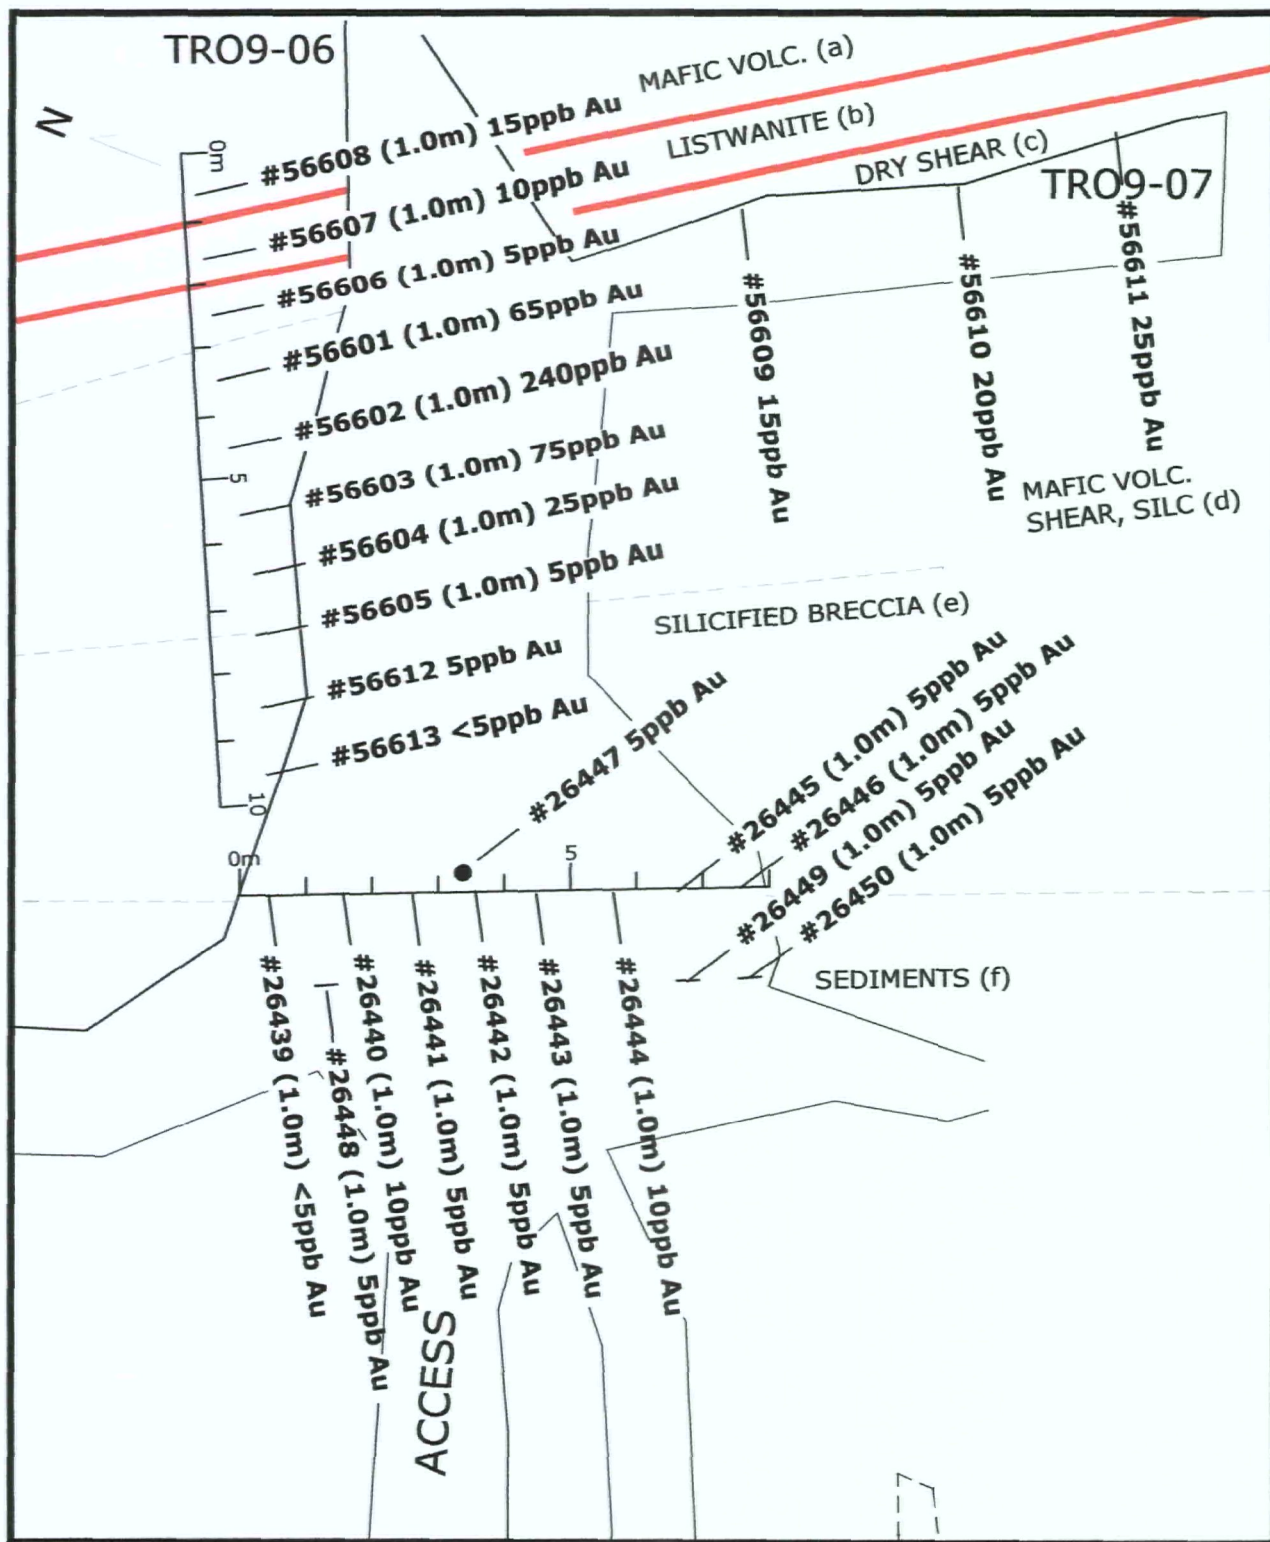 TRO9-06
MAFIC VOLC. (a)
N
0m
#56608 (1.0m) 15ppb Au
LISTWANITE (b)
#56607 (1.0m) 10ppb Au
DRY SHEAR (c)
TRO9-07
#56606 (1.0m) 5ppb Au
#56601 (1.0m) 65ppb Au
#56602 (1.0m) 240ppb Au
5
#56603 (1.0m) 75ppb Au
#56604 (1.0m) 25ppb Au
#56605 (1.0m) 5ppb Au
#56612 5ppb Au
#56613 <5ppb Au
10
#56609 15ppb Au
#56610 20ppb Au
#56611 25ppb Au
MAFIC VOLC.
SHEAR, SILC (d)
SILICIFIED BRECCIA (e)
#26447 5ppb Au
#26445 (1.0m) 5ppb Au
#26446 (1.0m) 5ppb Au
#26449 (1.0m) 5ppb Au
#26450 (1.0m) 5ppb Au
0m
5
SEDIMENTS (f)
#26439 (1.0m) <5ppb Au
#26448 (1.0m) 5ppb Au
#26440 (1.0m) 10ppb Au
#26441 (1.0m) 5ppb Au
#26442 (1.0m) 5ppb Au
#26443 (1.0m) 5ppb Au
#26444 (1.0m) 10ppb Au
ACCESS